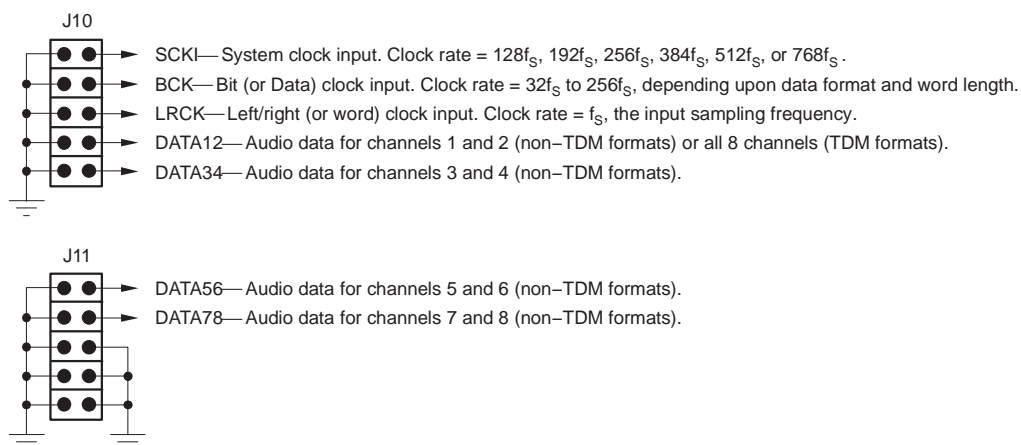 J10
SCKI—System clock input. Clock rate = 128fS, 192fS, 256fS, 384fS, 512fS, or 768fS.
BCK—Bit (or Data) clock input. Clock rate = 32fS to 256fS, depending upon data format and word length.
LRCK—Left/right (or word) clock input. Clock rate = fS, the input sampling frequency.
DATA12—Audio data for channels 1 and 2 (non−TDM formats) or all 8 channels (TDM formats).
DATA34—Audio data for channels 3 and 4 (non−TDM formats).
J11
DATA56—Audio data for channels 5 and 6 (non−TDM formats).
DATA78—Audio data for channels 7 and 8 (non−TDM formats).